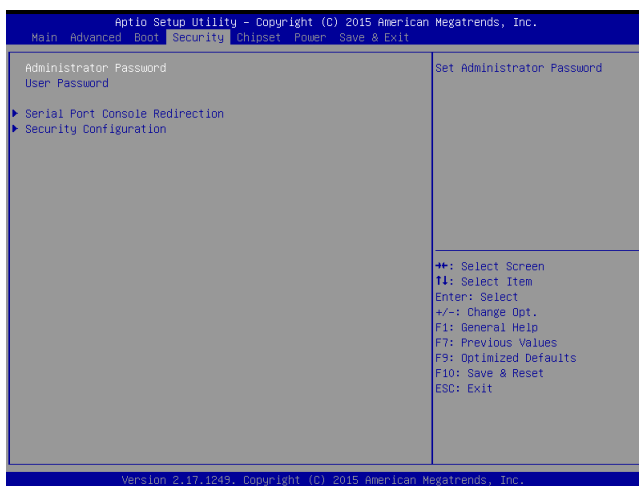 Aptio Setup Utility – Copyright (C) 2015 American Megatrends, Inc.
Main Advanced Boot Security Chipset Power Save & Exit
Administrator Password
User Password
Serial Port Console Redirection
Security Configuration
Set Administrator Password
→←: Select Screen
↑↓: Select Item
Enter: Select
+/-: Change Opt.
F1: General Help
F7: Previous Values
F9: Optimized Defaults
F10: Save & Reset
ESC: Exit
Version 2.17.1249. Copyright (C) 2015 American Megatrends, Inc.